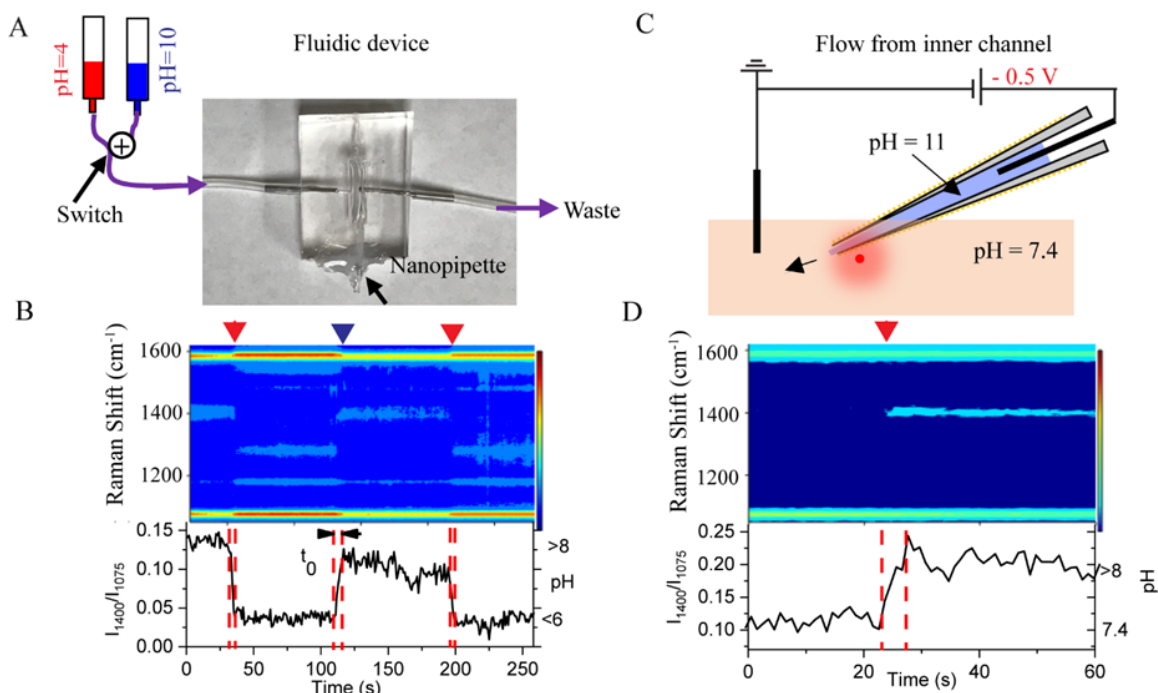 A
pH=4
pH=10
Fluidic device
Switch
Waste
Nanopipette
B
Raman Shift (cm⁻¹)
1600
1400
1200
I₁₄₀₀/I₁₀₇₅
0.15
0.10
0.05
0.00
t₀
>8
pH
<6
0 50 100 150 200 250
Time (s)
C
Flow from inner channel
- 0.5 V
pH = 11
pH = 7.4
D
Raman Shift (cm⁻¹)
1600
1400
1200
I₁₄₀₀/I₁₀₇₅
0.25
0.20
0.15
0.10
>8
pH
7.4
0 20 40 60
Time (s)